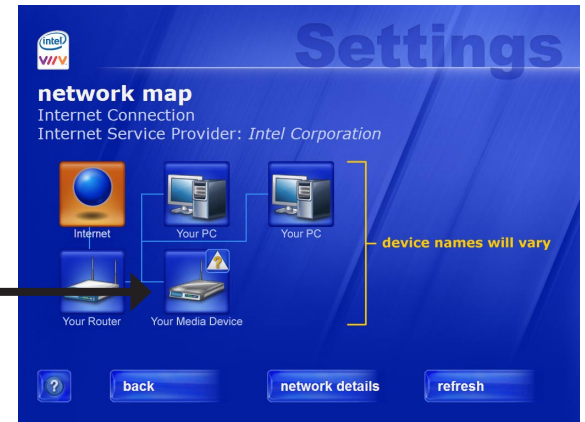 Settings
intel
VIIV
network map
Internet Connection
Internet Service Provider: Intel Corporation
Internet
Your PC
Your PC
device names will vary
?
Your Router
Your Media Device
?
back
network details
refresh